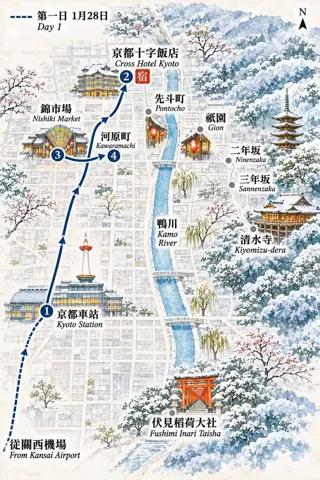 第一日 1月28日
Day 1
N
京都十字飯店
Cross Hotel Kyoto
2
宿
錦市場
Nishiki Market
3
河原町
Kawaramachi
4
先斗町
Pontocho
祇園
Gion
二年坂
Ninenzaka
三年坂
Sannenzaka
清水寺
Kiyomizu-dera
鴨川
Kamo
River
1
京都車站
Kyoto Station
伏見稲荷大社
Fushimi Inari Taisha
從關西機場
From Kansai Airport